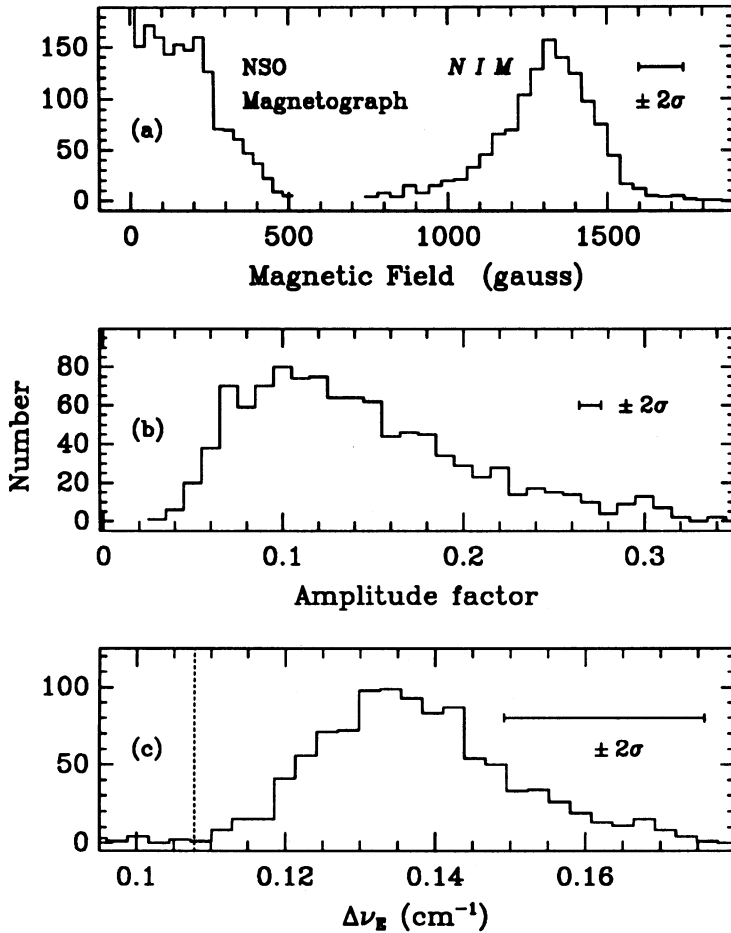 150
100
50
0
NSO
Magnetograph
N I M
± 2σ
(a)
0 500 1000 1500
Magnetic Field (gauss)
80
60
40
20
0
Number
(b)
± 2σ
0 0.1 0.2 0.3
Amplitude factor
100
50
0
(c)
± 2σ
0.1 0.12 0.14 0.16
Δν_E (cm⁻¹)